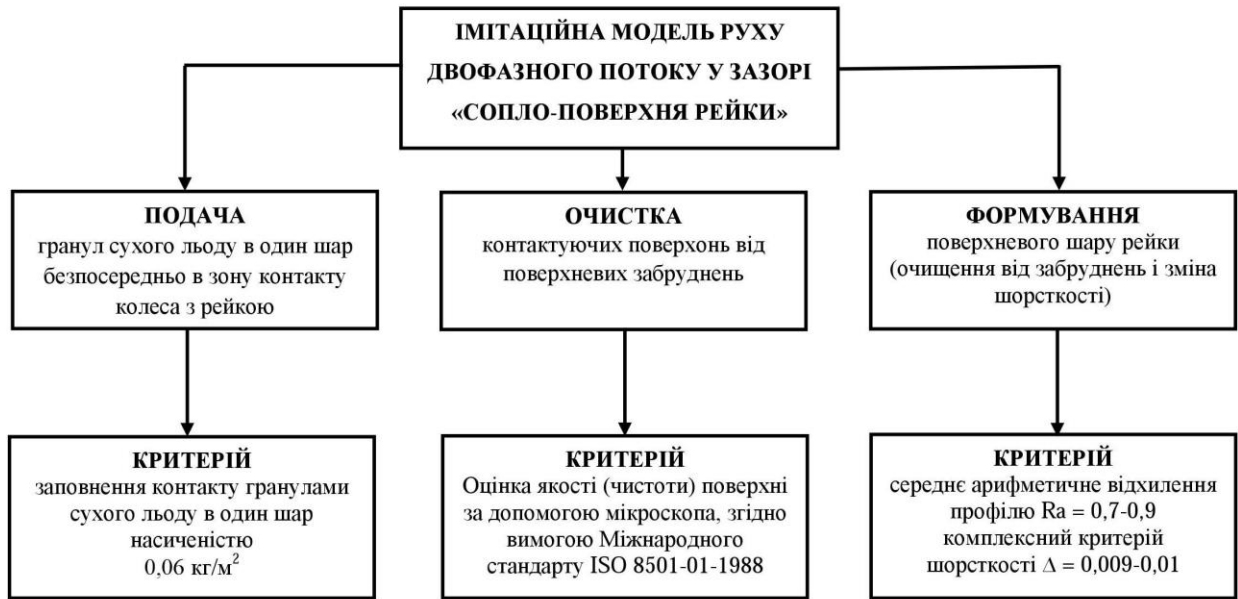 ІМІТАЦІЙНА МОДЕЛЬ РУХУ
ДВОФАЗНОГО ПОТОКУ У ЗАЗОРІ
«СОПЛО-ПОВЕРХНЯ РЕЙКИ»
ПОДАЧА
гранул сухого льоду в один шар
безпосередньо в зону контакту
колеса з рейкою
ОЧИСТКА
контактуючих поверхонь від
поверхневих забруднень
ФОРМУВАННЯ
поверхневого шару рейки
(очищення від забруднень і зміна
шорсткості)
КРИТЕРІЙ
заповнення контакту гранулами
сухого льоду в один шар
насиченістю
0,06 кг/м²
КРИТЕРІЙ
Оцінка якості (чистоти) поверхні
за допомогою мікроскопа, згідно
вимогою Міжнародного
стандарту ISO 8501-01-1988
КРИТЕРІЙ
середнє арифметичне відхилення
профілю Ra = 0,7-0,9
комплексний критерій
шорсткості Δ = 0,009-0,01